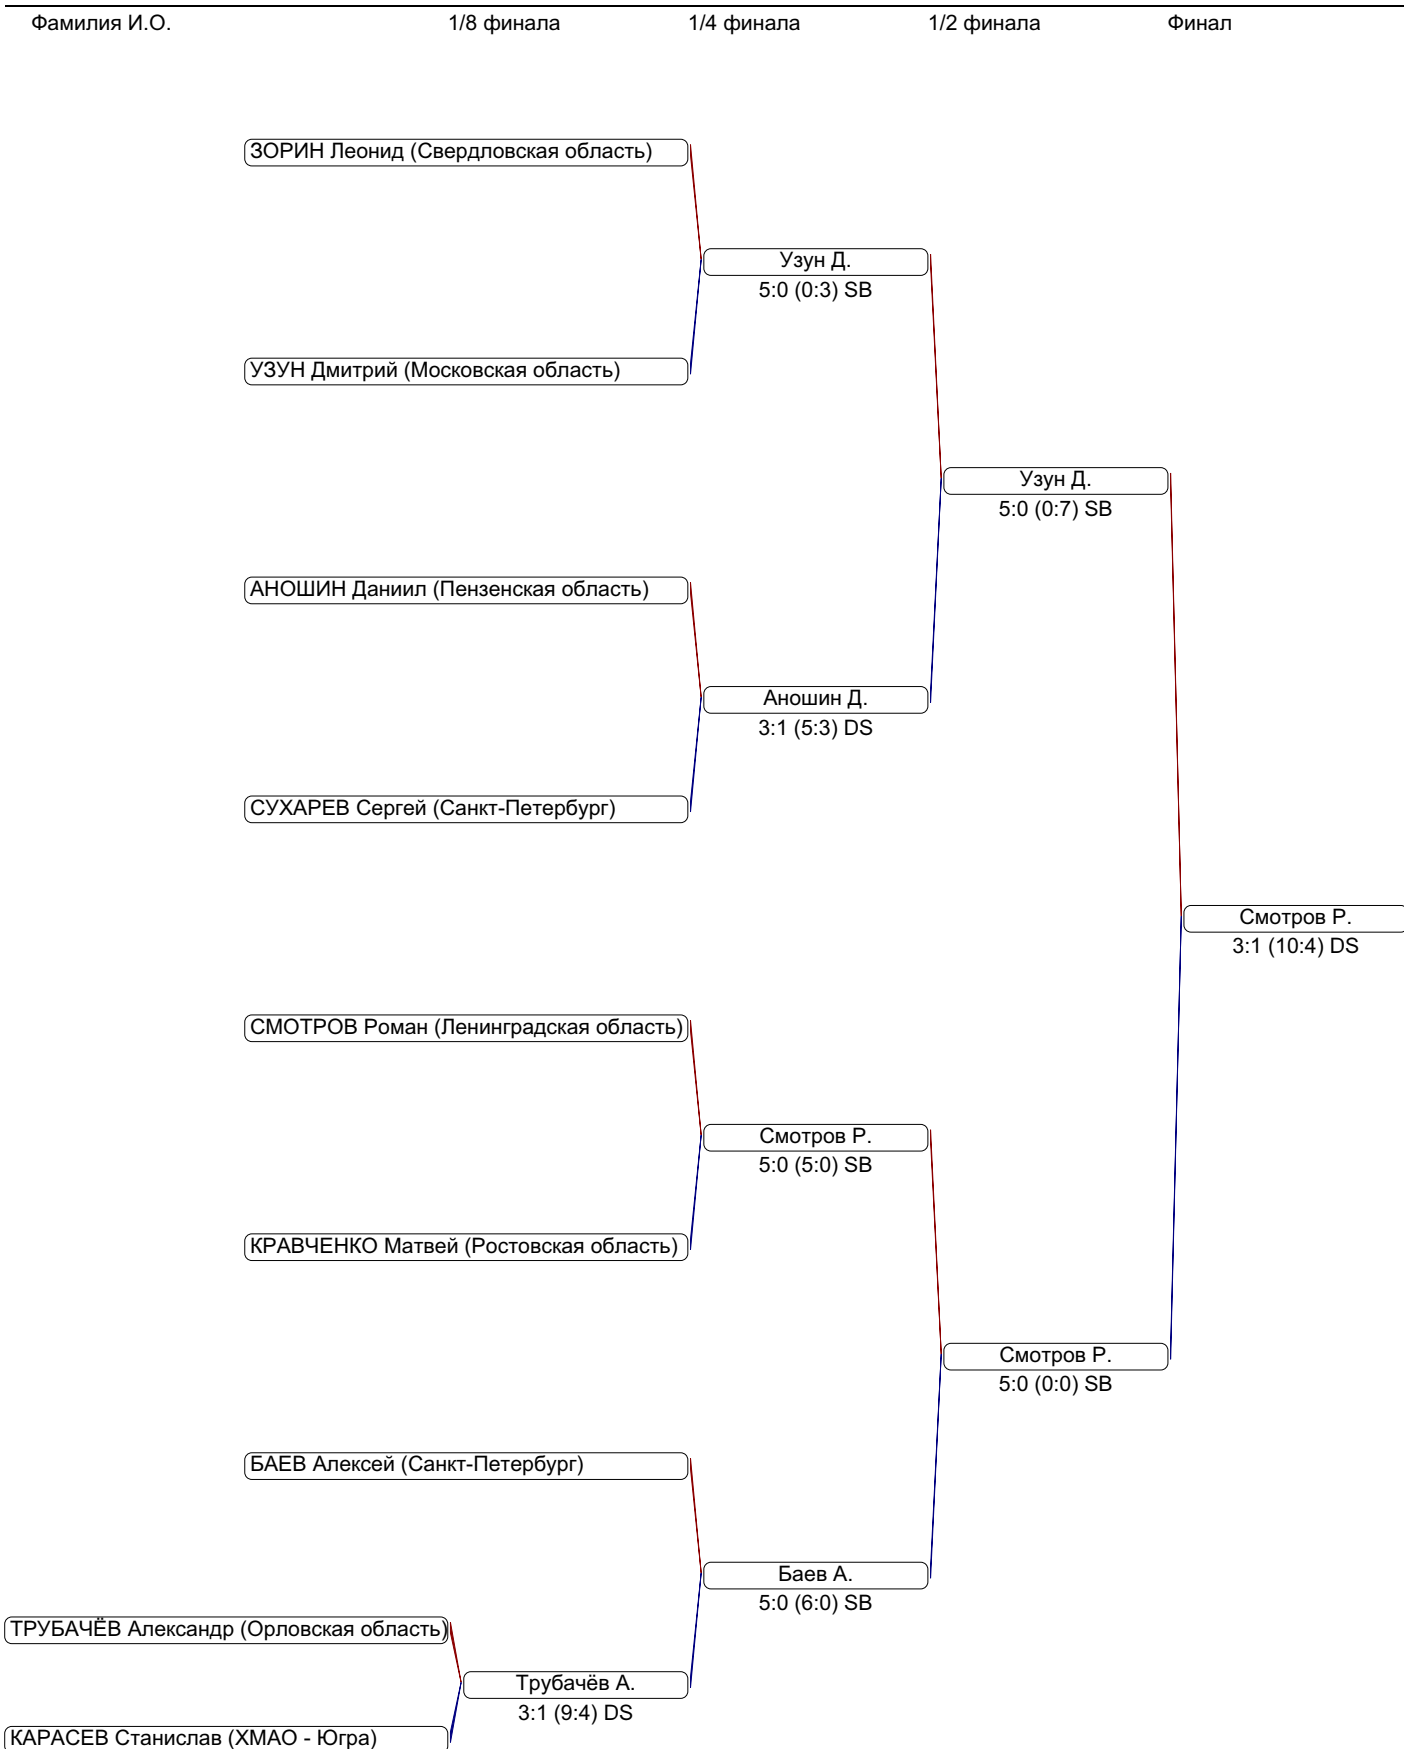 Фамилия И.О. 1/8 финала 1/4 финала 1/2 финала Финал
ЗОРИН Леонид (Свердловская область)
Узун Д.
5:0 (0:3) SB
УЗУН Дмитрий (Московская область)
Узун Д.
5:0 (0:7) SB
АНОШИН Даниил (Пензенская область)
Аношин Д.
3:1 (5:3) DS
СУХАРЕВ Сергей (Санкт-Петербург)
Смотров Р.
3:1 (10:4) DS
СМОТРОВ Роман (Ленинградская область)
Смотров Р.
5:0 (5:0) SB
КРАВЧЕНКО Матвей (Ростовская область)
Смотров Р.
5:0 (0:0) SB
БАЕВ Алексей (Санкт-Петербург)
Баев А.
5:0 (6:0) SB
ТРУБАЧЁВ Александр (Орловская область)
Трубачёв А.
3:1 (9:4) DS
КАРАСЕВ Станислав (ХМАО - Югра)